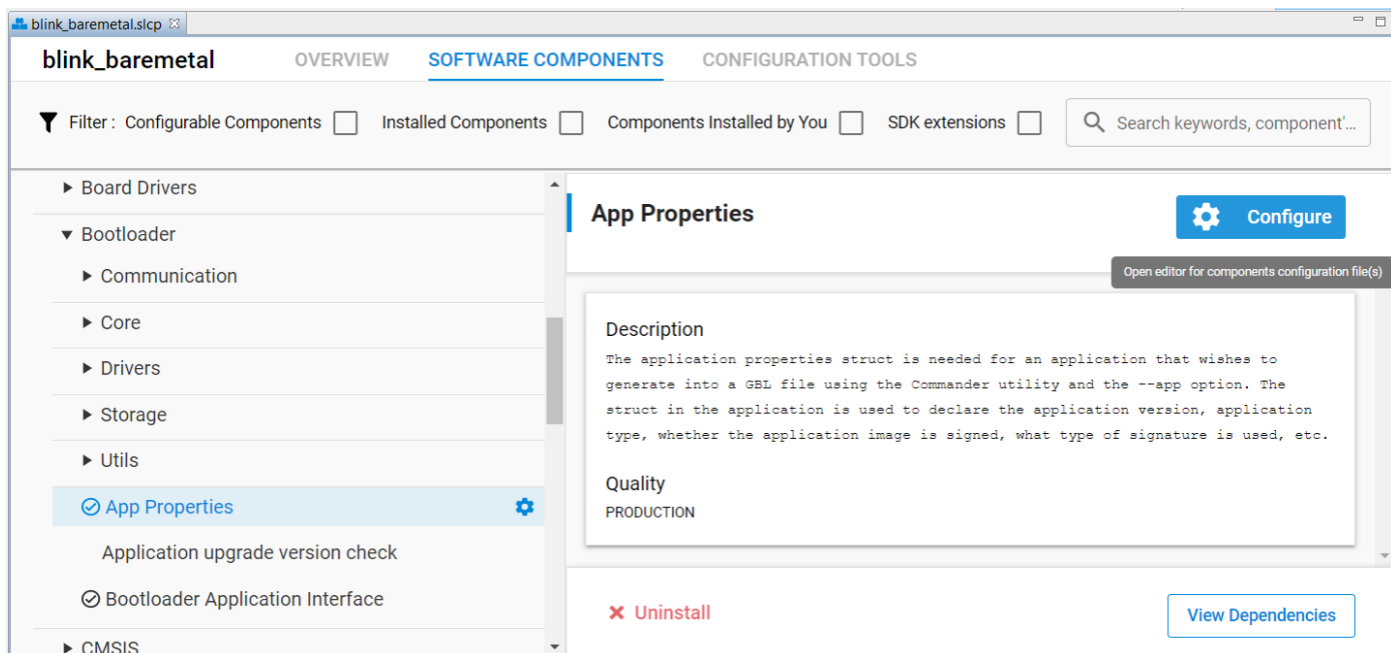 blink_baremetal.slcp
blink_baremetal OVERVIEW SOFTWARE COMPONENTS CONFIGURATION TOOLS
Filter : Configurable Components Installed Components Components Installed by You SDK extensions Search keywords, component'...
Board Drivers
Bootloader
Communication
Core
Drivers
Storage
Utils
App Properties
Application upgrade version check
Bootloader Application Interface
CMSIS
App Properties
Configure
Open editor for components configuration file(s)
Description
The application properties struct is needed for an application that wishes to
generate into a GBL file using the Commander utility and the --app option. The
struct in the application is used to declare the application version, application
type, whether the application image is signed, what type of signature is used, etc.
Quality
PRODUCTION
Uninstall
View Dependencies